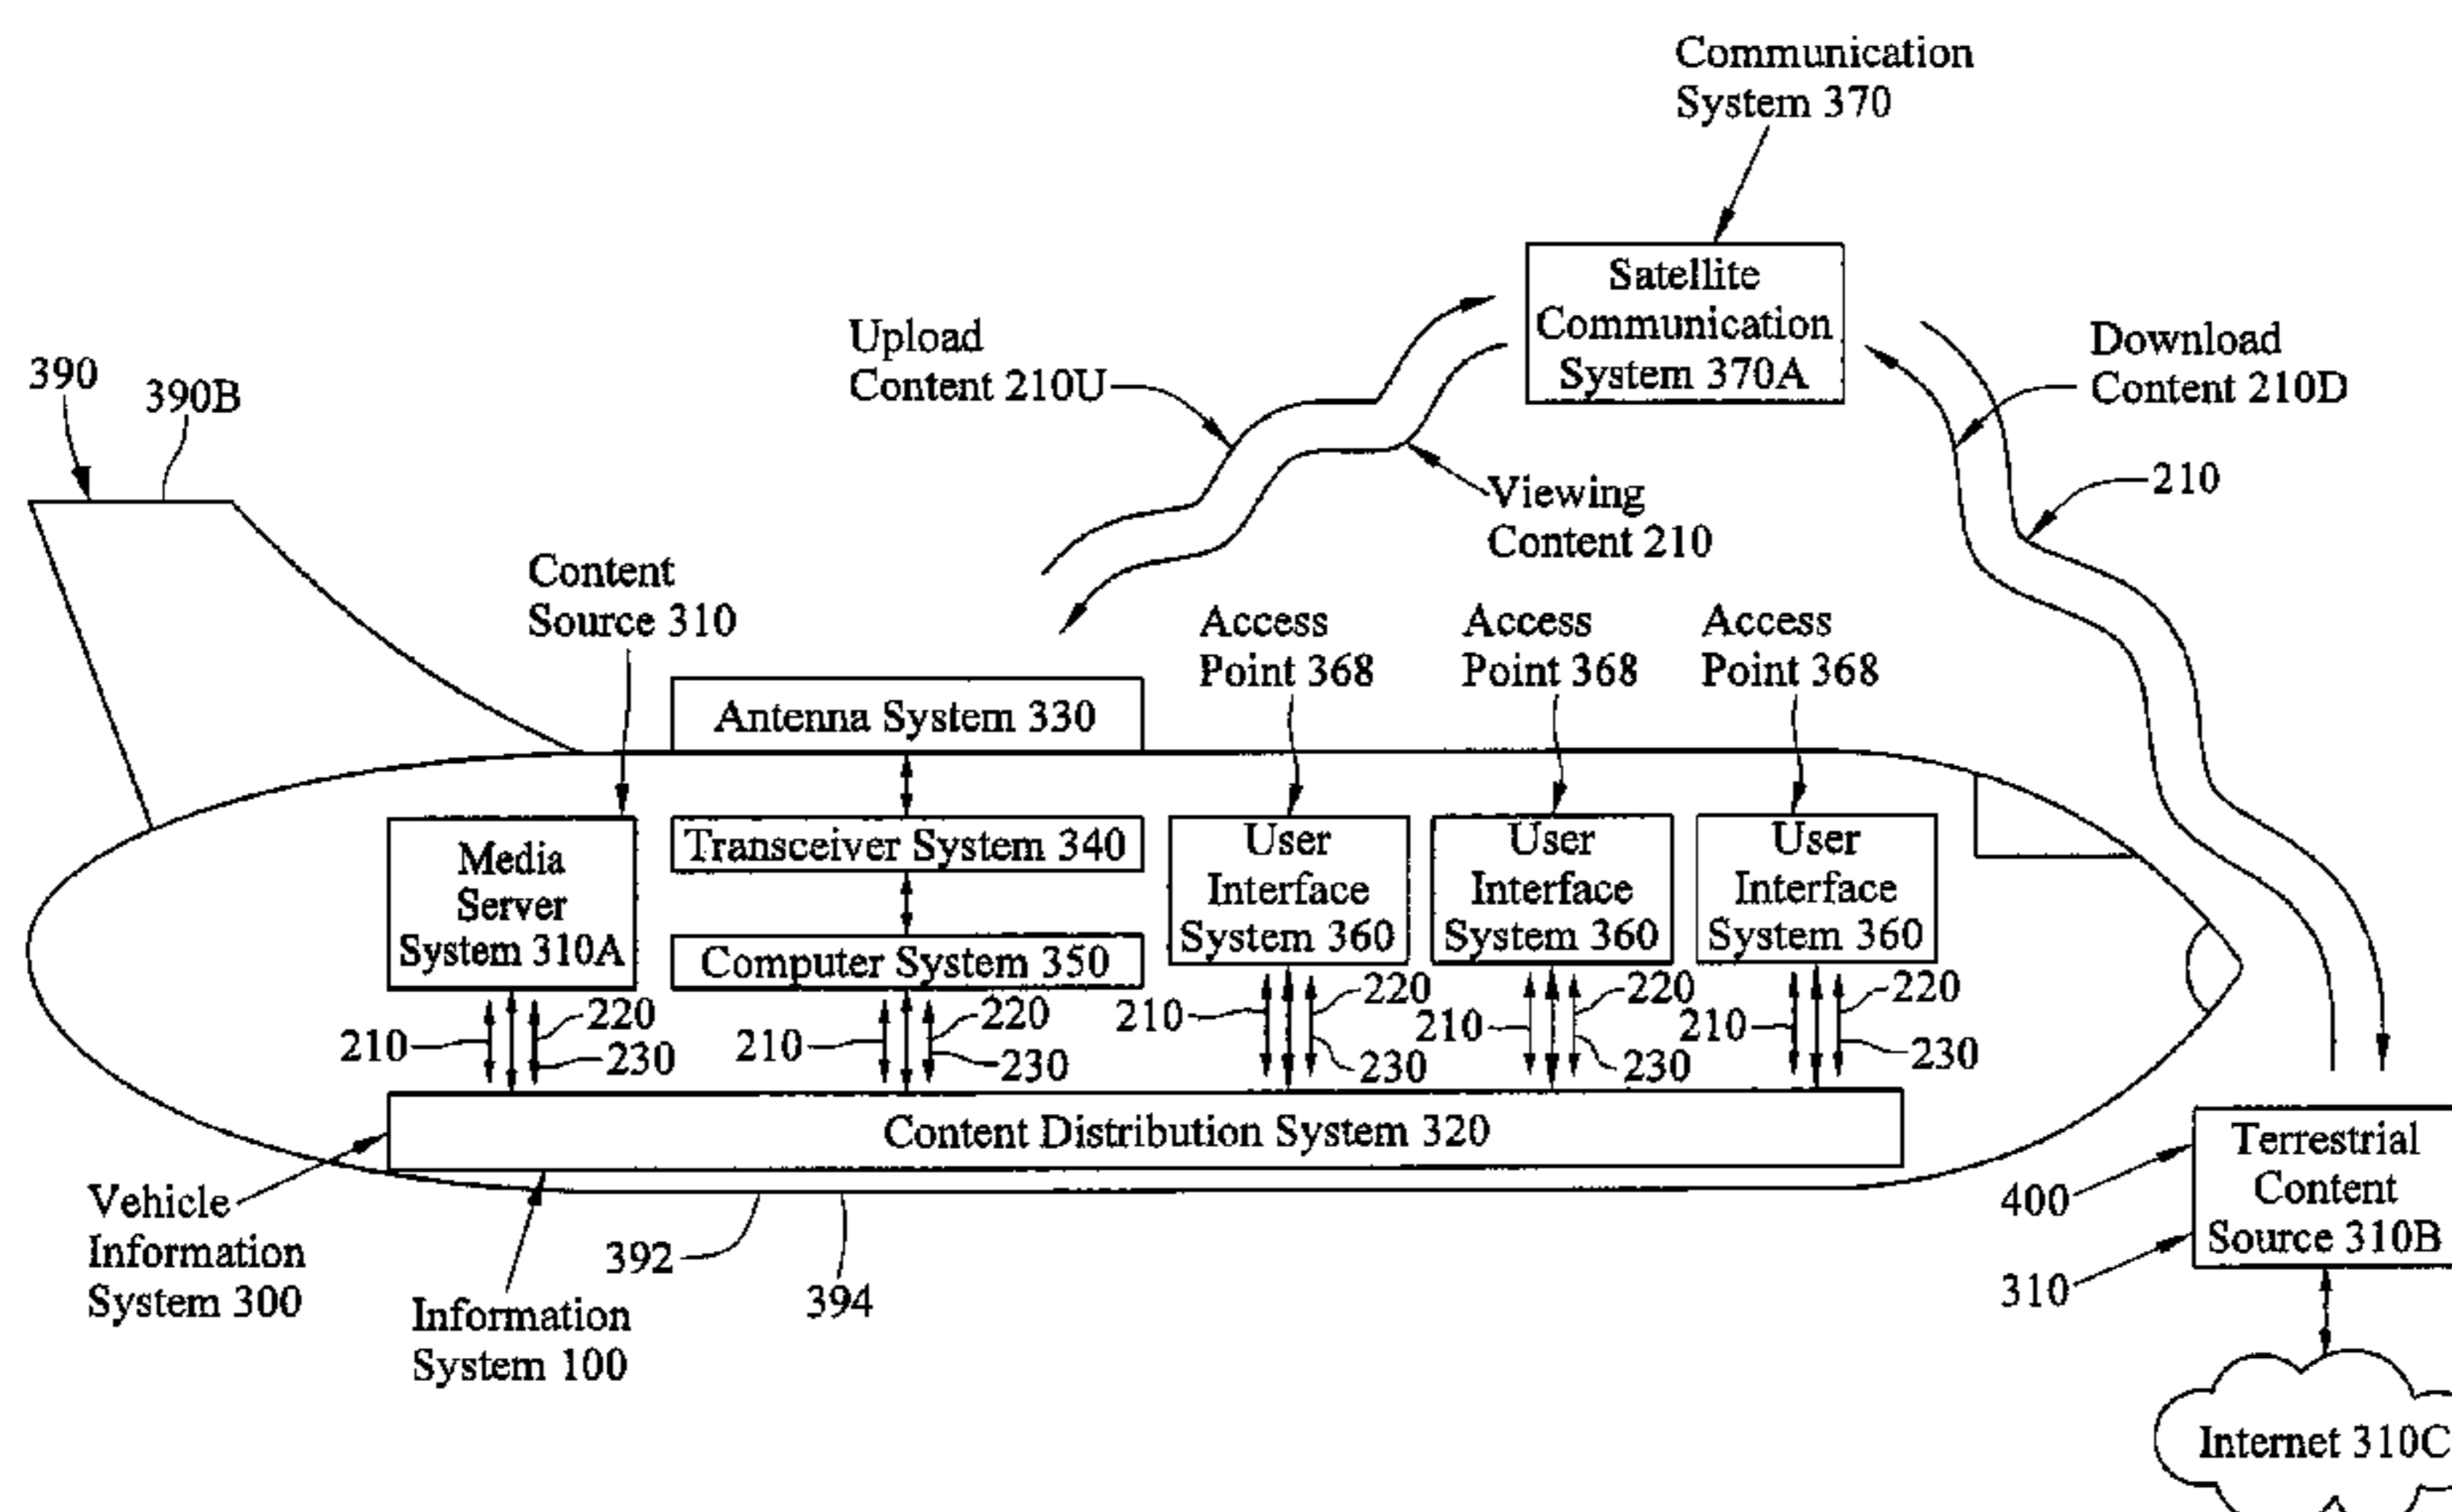 Communication
System 370
Satellite
Communication
System 370A
Upload
Content 210U
Download
Content 210D
390
390B
210
Viewing
Content 210
Content
Source 310
Access
Point 368
Access
Point 368
Access
Point 368
Antenna System 330
Media
Server
System 310A
Transceiver System 340
Computer System 350
User
Interface
System 360
User
Interface
System 360
User
Interface
System 360
210
220
230
210
220
230
210
220
230
210
220
230
210
220
230
Content Distribution System 320
Vehicle
Information
System 300
Information
System 100
392
394
Terrestrial
Content
Source 310B
400
310
Internet 310C